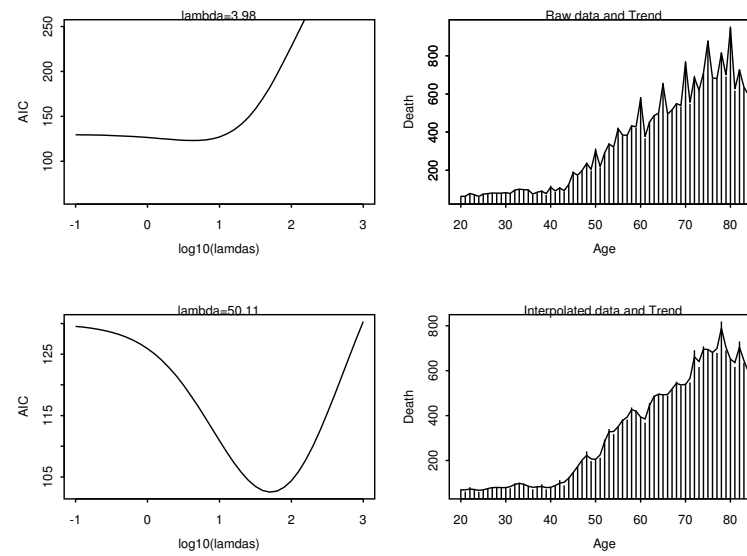 lambda=3.98
AIC
250
200
150
100
-1 0 1 2 3
log10(lamdas)
Raw data and Trend
Death
800
600
400
200
20 30 40 50 60 70 80
Age
lambda=50.11
AIC
125
115
105
-1 0 1 2 3
log10(lamdas)
Interpolated data and Trend
Death
800
600
400
200
20 30 40 50 60 70 80
Age